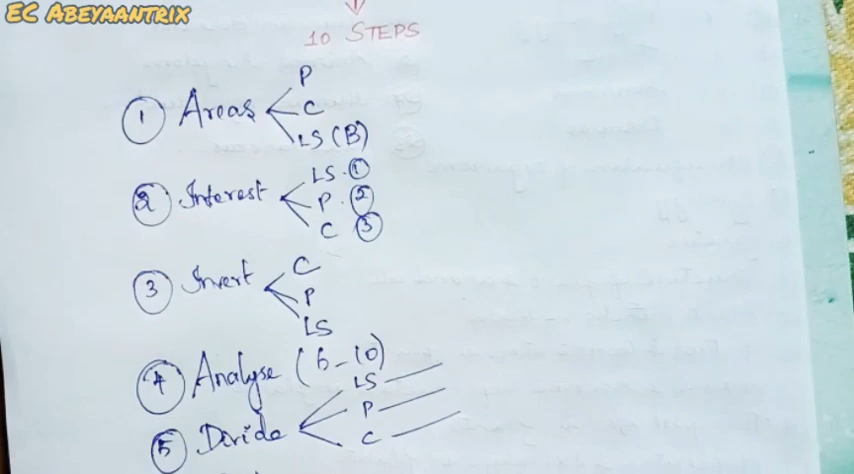 EC ABEYAANTRIX
10 STEPS
① Areas
P
C
LS (B)
② Interest
LS. ①
P. ②
C ③
③ Invert
C
P
LS
④ Analyse (6-10)
⑤ Divide
LS
P
C